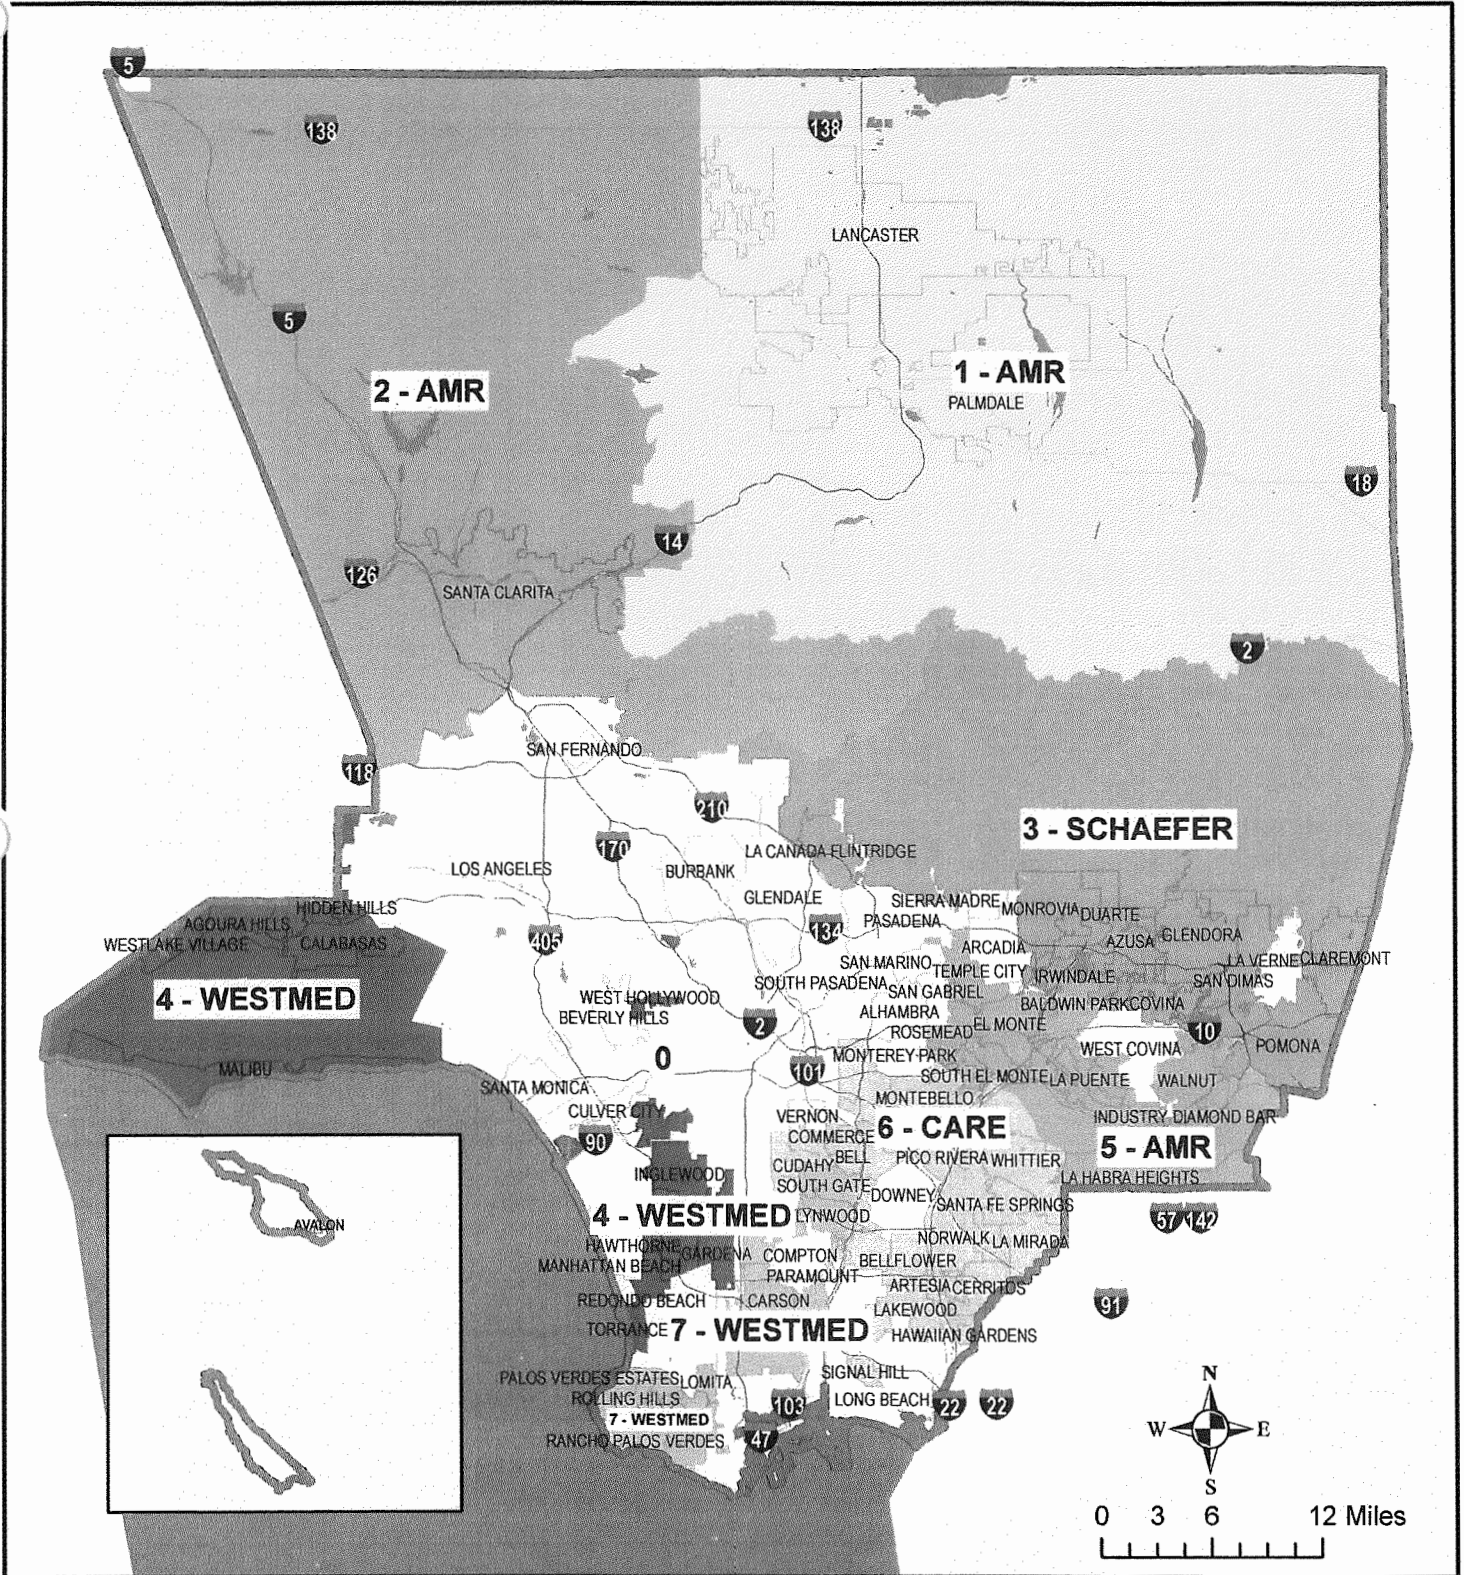 5
138
138
LANCASTER
5
2 - AMR
1 - AMR
PALMDALE
18
14
126
SANTA CLARITA
2
SAN FERNANDO
118
210
3 - SCHAEFER
170
LA CANADA FLINTRIDGE
LOS ANGELES
BURBANK
GLENDALE
SIERRA MADRE
MONROVIA
DUARTE
HIDDEN HILLS
AGOURA HILLS
PASADENA
134
405
WESTLAKE VILLAGE
CALABASAS
ARCADIA
AZUSA
GLENDORA
LA VERNE
CLAREMONT
SAN MARINO
TEMPLE CITY
IRWINDALE
SAN DIMAS
SOUTH PASADENA
SAN GABRIEL
4 - WESTMED
WEST HOLLYWOOD
BALDWIN PARK
COVINA
BEVERLY HILLS
ALHAMBRA
2
ROSEMEAD
EL MONTE
10
0
MONTEREY PARK
WEST COVINA
POMONA
MALIBU
101
SOUTH EL MONTE
LA PUENTE
WALNUT
SANTA MONICA
MONTEBELLO
CULVER CITY
VERNON
INDUSTRY
DIAMOND BAR
90
COMMERCE
6 - CARE
5 - AMR
CUDAHY
BELL
PICO RIVERA
WHITTIER
INGLEWOOD
SOUTH GATE
LA HABRA HEIGHTS
DOWNEY
SANTA FE SPRINGS
4 - WESTMED
LYNWOOD
57
142
AVALON
HAWTHORNE
GARDENA
COMPTON
NORWALK
LA MIRADA
MANHATTAN BEACH
PARAMOUNT
BELLFLOWER
ARTESIA
CERRITOS
REDONDO BEACH
CARSON
LAKEWOOD
91
TORRANCE
7 - WESTMED
HAWAIIAN GARDENS
PALOS VERDES ESTATES
LOMITA
SIGNAL HILL
ROLLING HILLS
103
LONG BEACH
22
22
7 - WESTMED
RANCHO PALOS VERDES
47
N
W
E
S
0 3 6 12 Miles